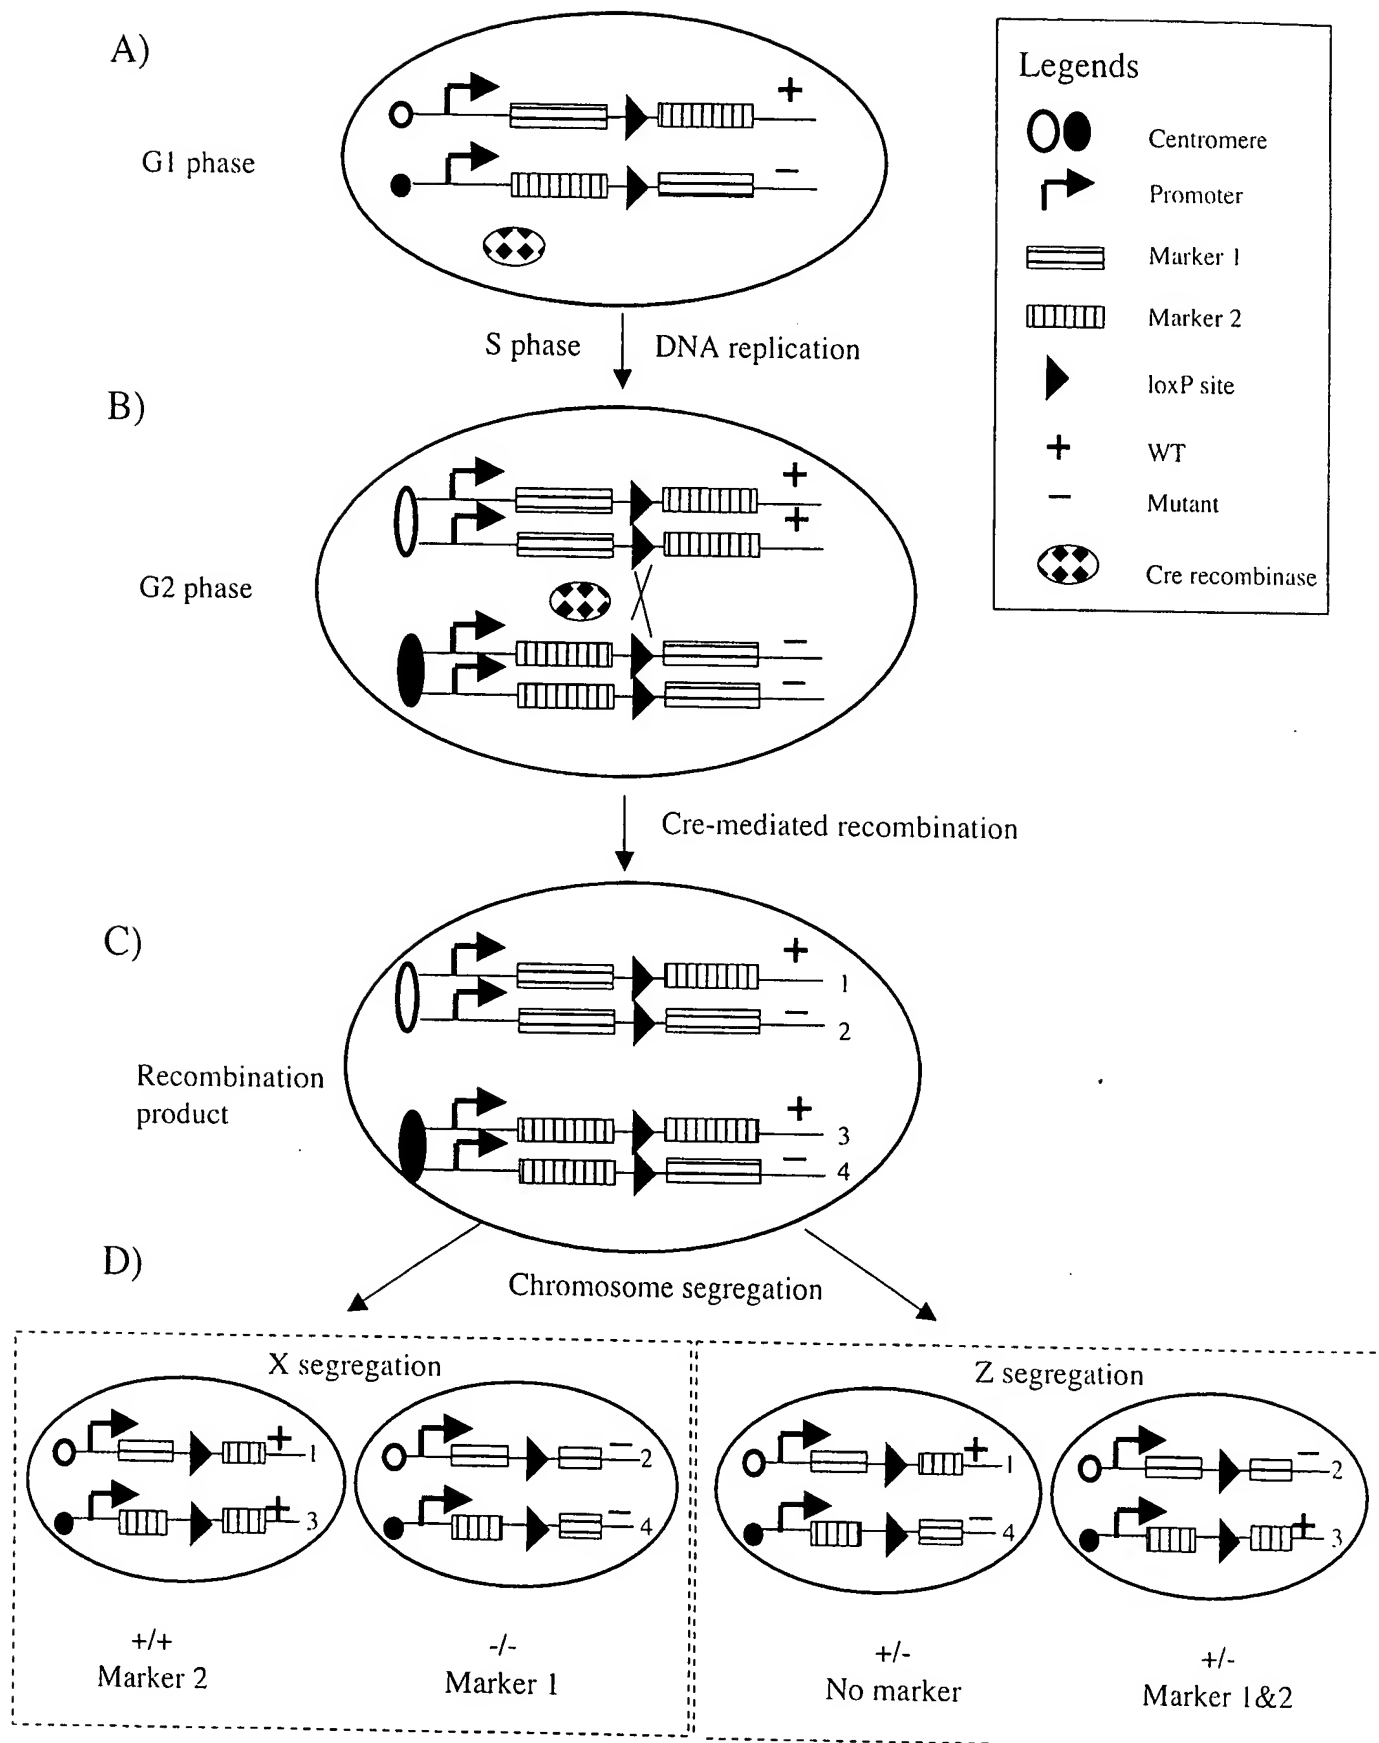 A)
G1 phase
+
−
S phase DNA replication
B)
G2 phase
+
+
−
−
Cre-mediated recombination
C)
Recombination
product
+
1
−
2
+
3
−
4
D)
Chromosome segregation
X segregation
+
1
+
3
−
2
−
4
+/+
Marker 2
-/-
Marker 1
Z segregation
+
1
−
4
−
2
+
3
+/-
No marker
+/-
Marker 1&2
Legends
Centromere
Promoter
Marker 1
Marker 2
loxP site
+ WT
− Mutant
Cre recombinase